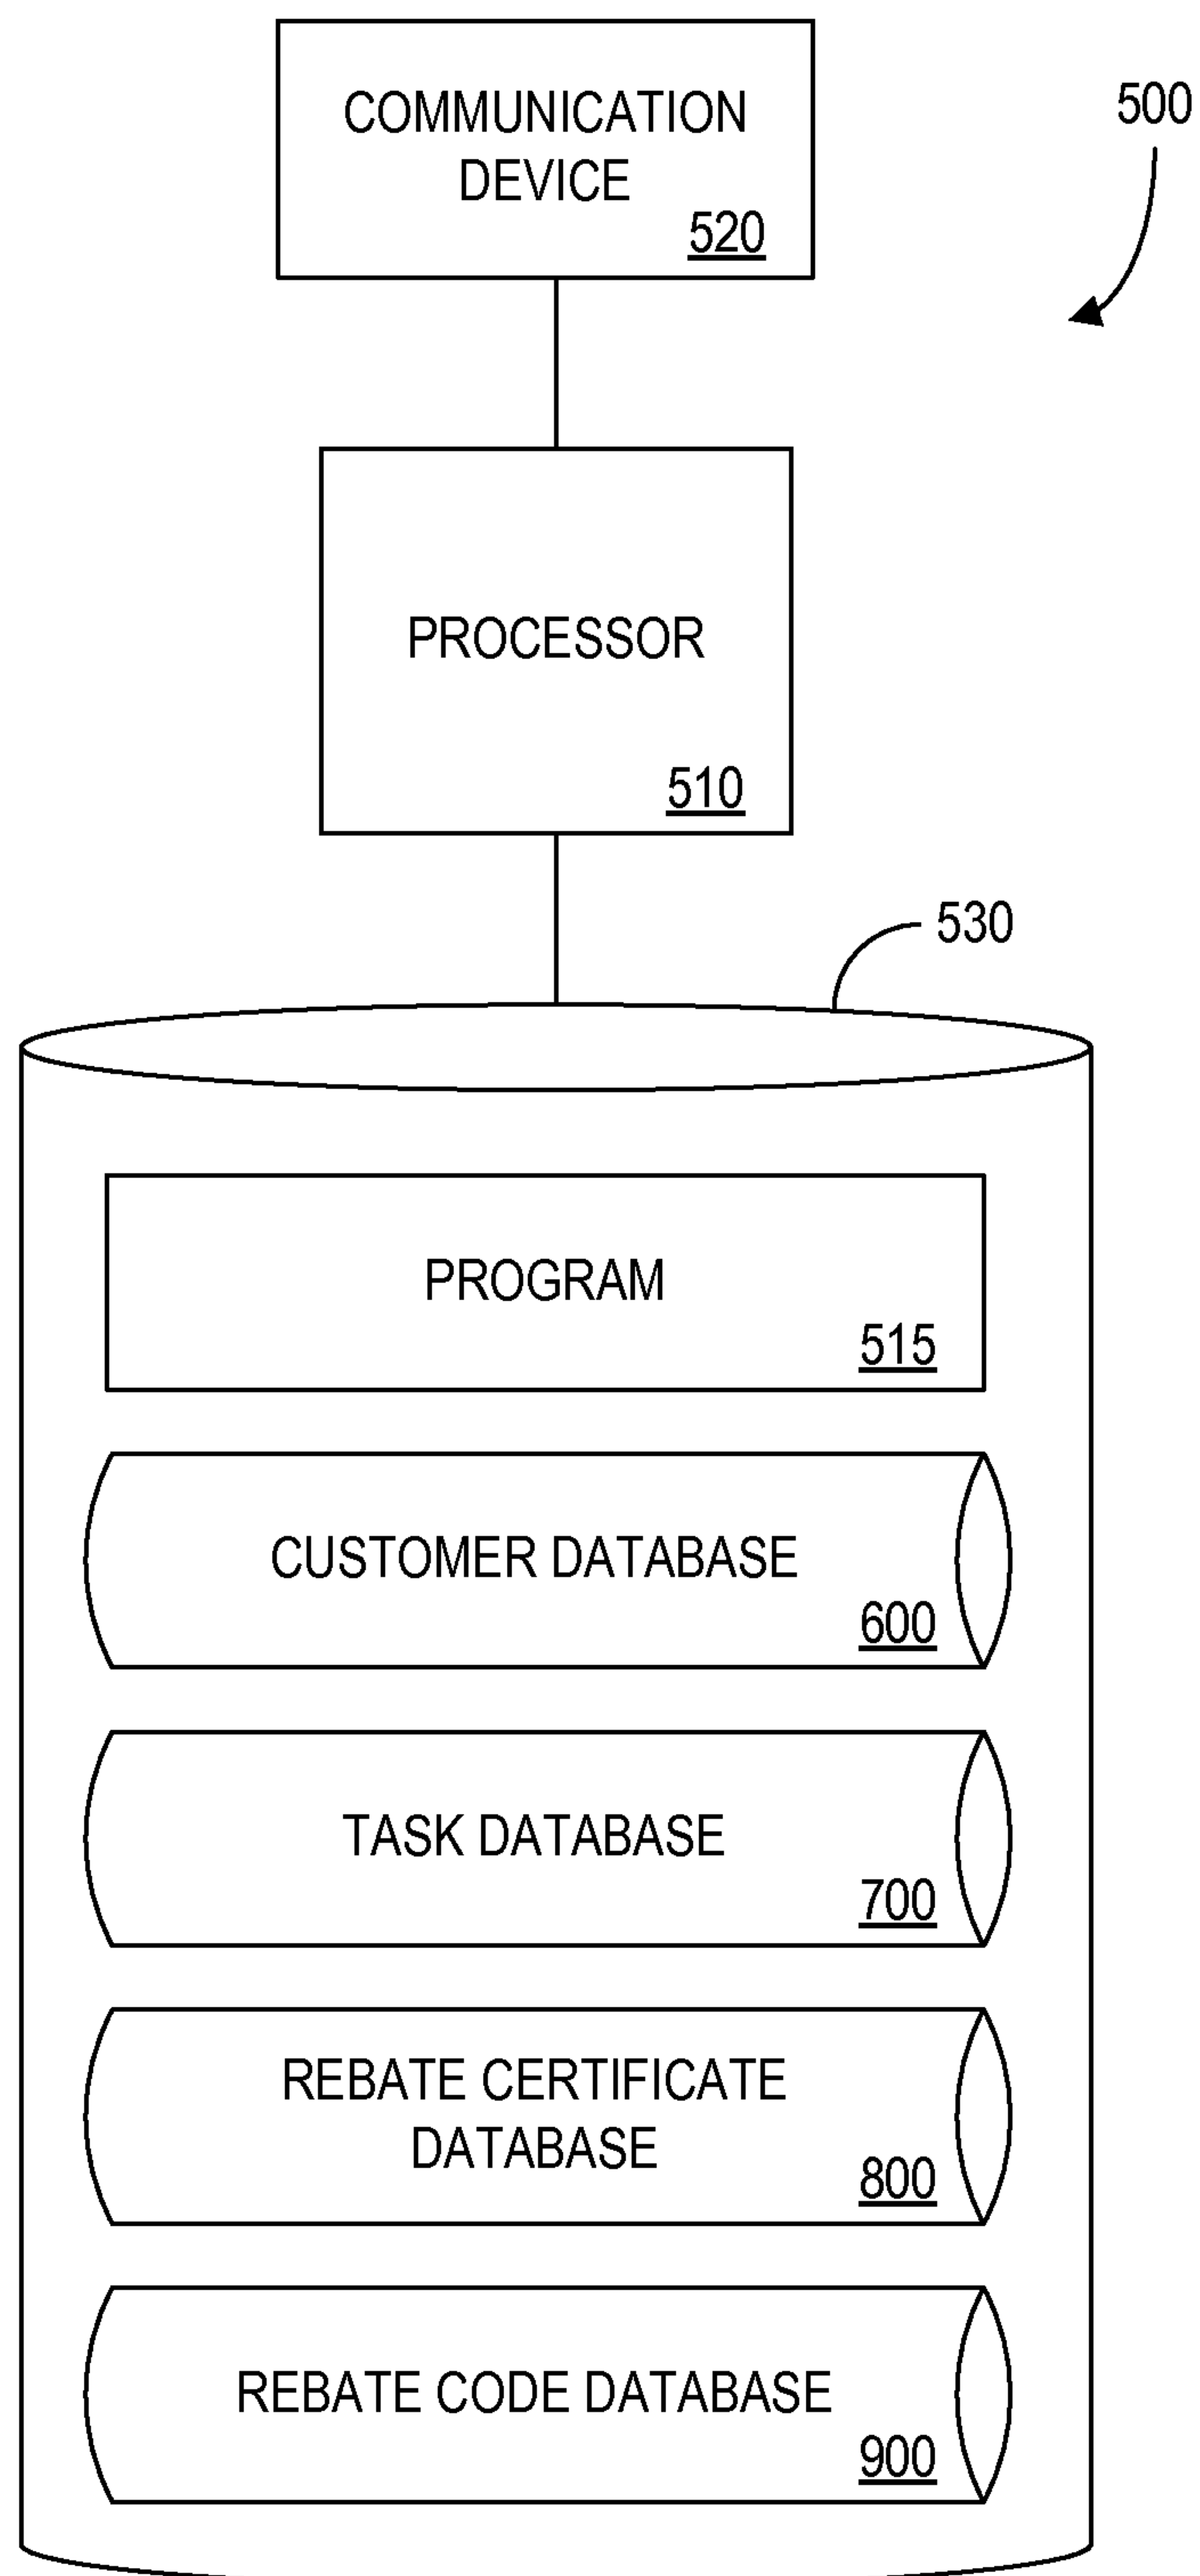 COMMUNICATION
DEVICE
520
500
PROCESSOR
510
530
PROGRAM
515
CUSTOMER DATABASE
600
TASK DATABASE
700
REBATE CERTIFICATE
DATABASE
800
REBATE CODE DATABASE
900